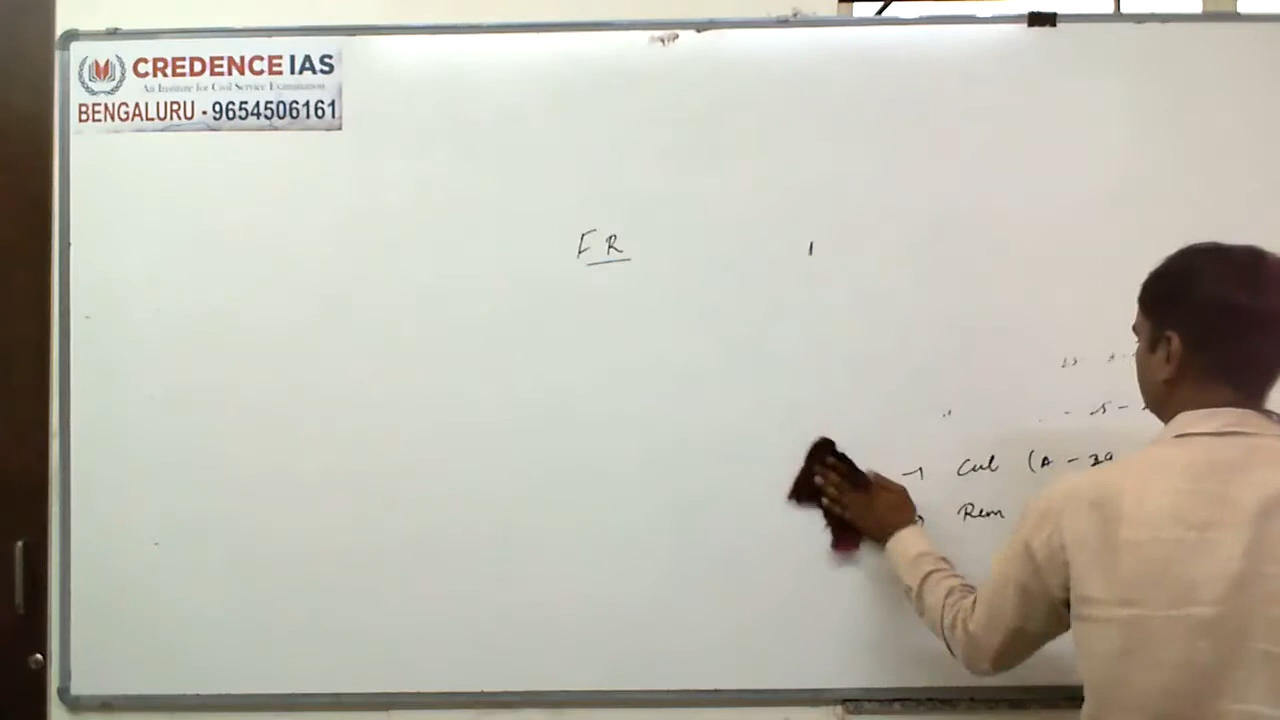 CREDENCE IAS
An Institute for Civil Service Examination
BENGALURU - 9654506161
FR
→ Cul (A - 29
Rem